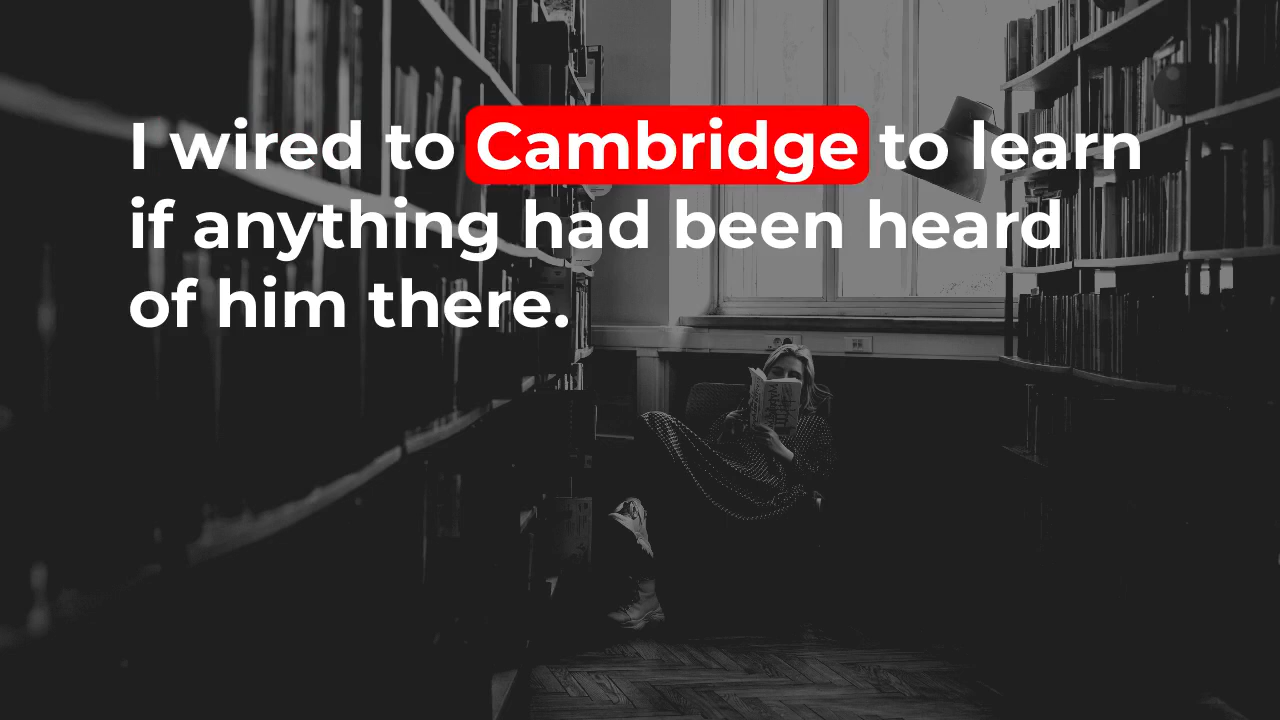 I wired to Cambridge to learn
if anything had been heard
of him there.